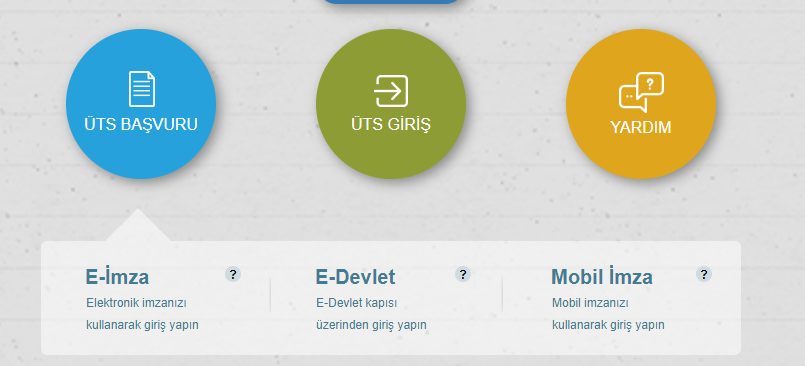 ÜTS BAŞVURU
ÜTS GİRİŞ
YARDIM
E-İmza ?
Elektronik imzanızı
kullanarak giriş yapın
E-Devlet ?
E-Devlet kapısı
üzerinden giriş yapın
Mobil İmza ?
Mobil imzanızı
kullanarak giriş yapın